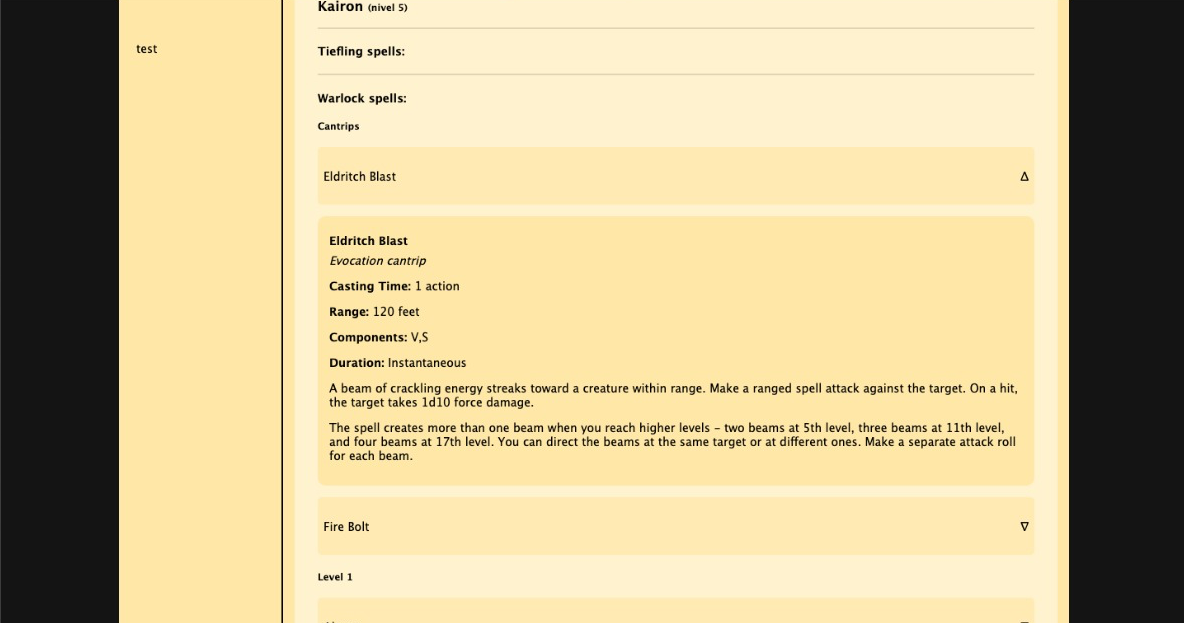 Kairon (nivel 5)
test
Tiefling spells:
Warlock spells:
Cantrips
Eldritch Blast Δ
Eldritch Blast
Evocation cantrip
Casting Time: 1 action
Range: 120 feet
Components: V,S
Duration: Instantaneous
A beam of crackling energy streaks toward a creature within range. Make a ranged spell attack against the target. On a hit,
the target takes 1d10 force damage.
The spell creates more than one beam when you reach higher levels – two beams at 5th level, three beams at 11th level,
and four beams at 17th level. You can direct the beams at the same target or at different ones. Make a separate attack roll
for each beam.
Fire Bolt ∇
Level 1